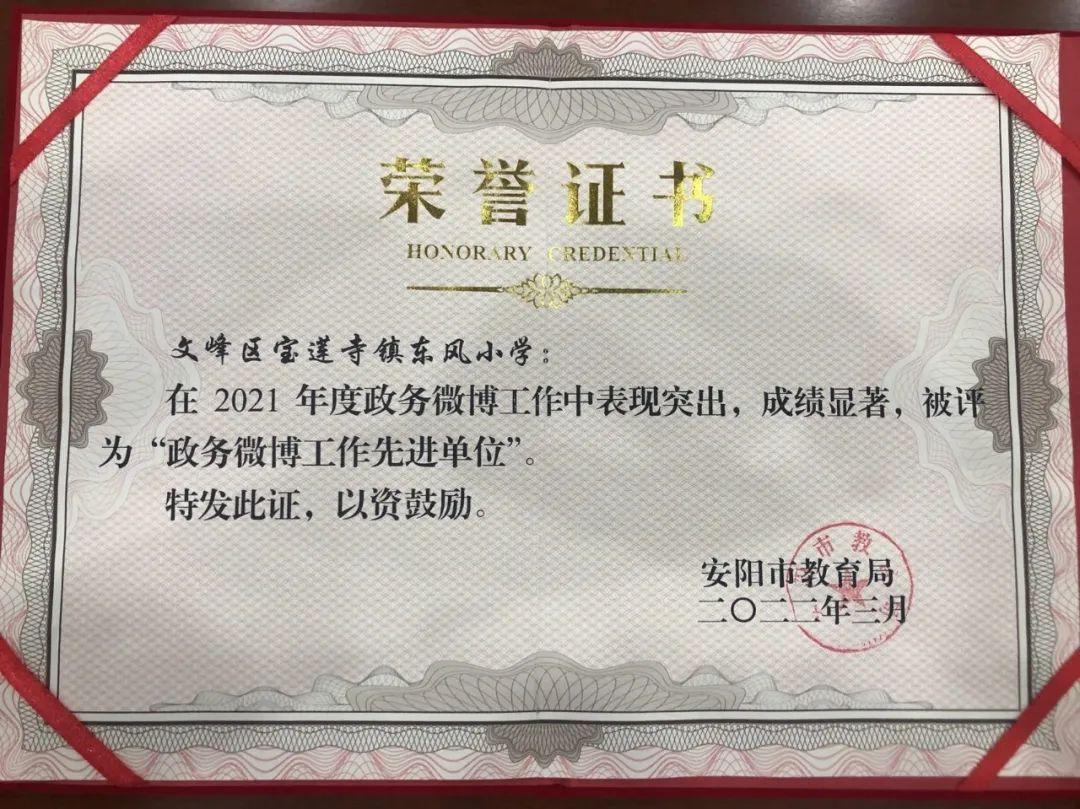 荣誉证书
HONORARY CREDENTIAL
文峰区宝莲寺镇东风小学：
在 2021 年度政务微博工作中表现突出，成绩显著，被评
为“政务微博工作先进单位”。
特发此证，以资鼓励。
安阳市教育局
二〇二二年三月
市教